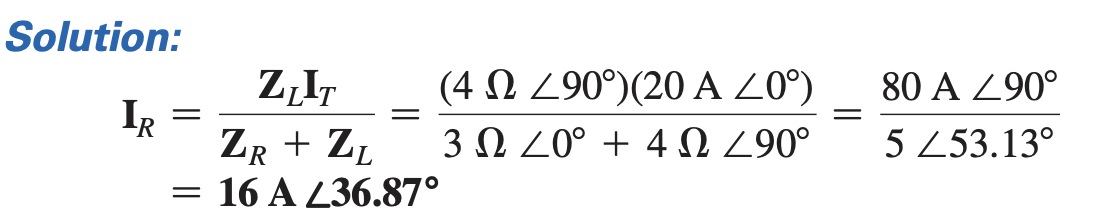 Solution:
I_R = Z_L I_T / (Z_R + Z_L) = (4 Ω ∠90°)(20 A ∠0°) / (3 Ω ∠0° + 4 Ω ∠90°) = 80 A ∠90° / 5 ∠53.13°
= 16 A ∠36.87°